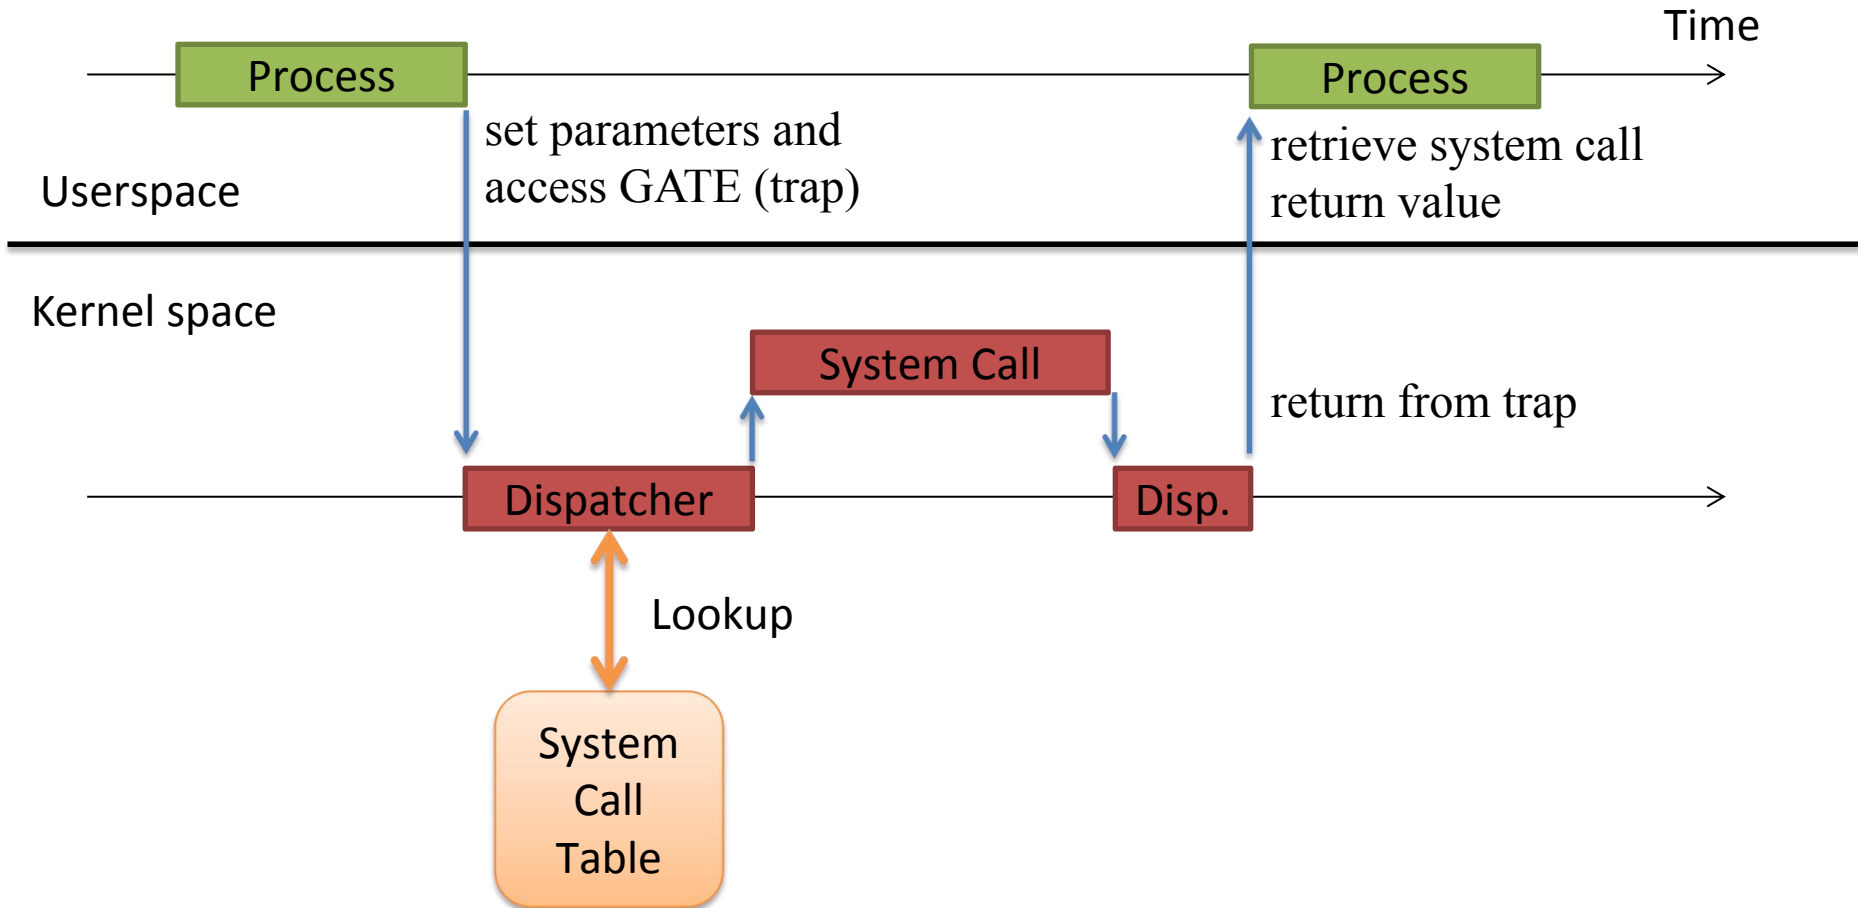 Time
Process
Process
set parameters and
access GATE (trap)
retrieve system call
return value
Userspace
Kernel space
System Call
return from trap
Dispatcher
Disp.
Lookup
System
Call
Table